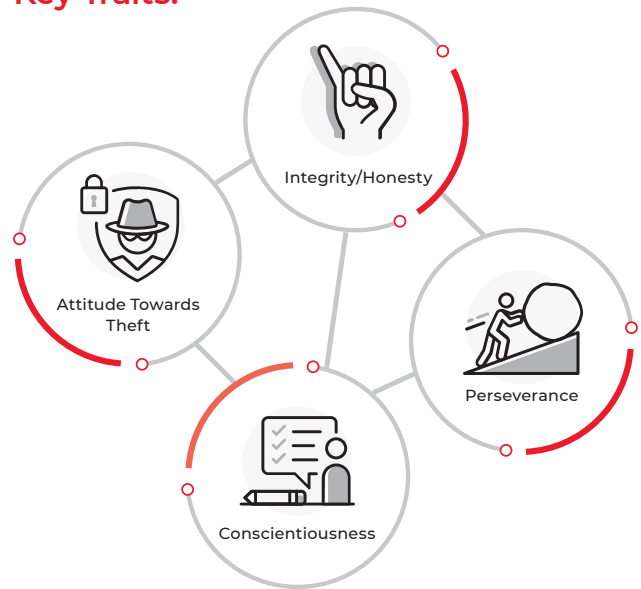 Key Traits:
Integrity/Honesty
Attitude Towards
Theft
Perseverance
Conscientiousness